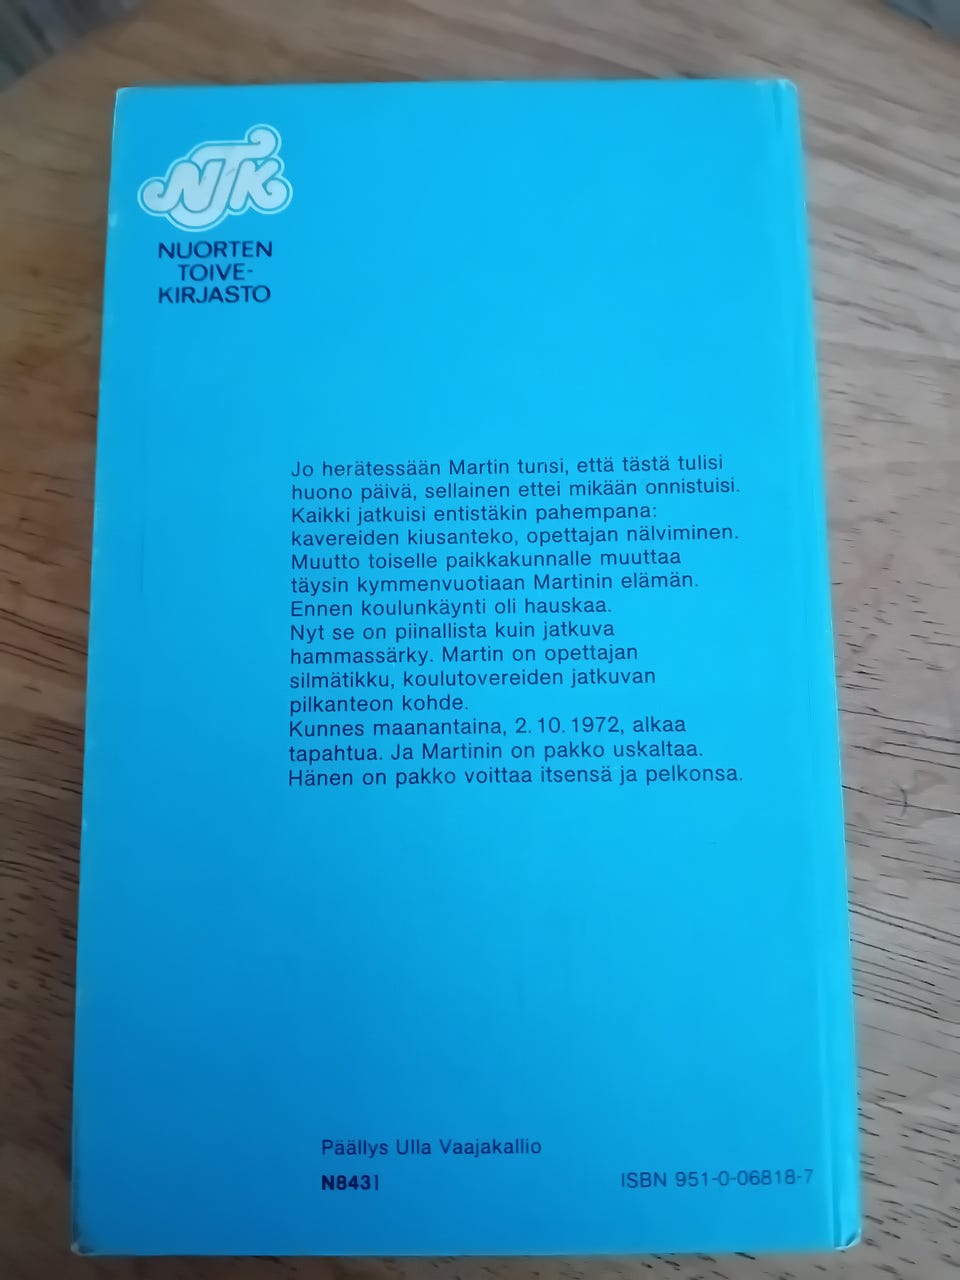 NTK
NUORTEN
TOIVE-
KIRJASTO
Jo herätessään Martin tunsi, että tästä tulisi
huono päivä, sellainen ettei mikään onnistuisi.
Kaikki jatkuisi entistäkin pahempana:
kavereiden kiusanteko, opettajan nälviminen.
Muutto toiselle paikkakunnalle muuttaa
täysin kymmenvuotiaan Martinin elämän.
Ennen koulunkäynti oli hauskaa.
Nyt se on piinallista kuin jatkuva
hammassärky. Martin on opettajan
silmätikku, koulutovereiden jatkuvan
pilkanteon kohde.
Kunnes maanantaina, 2.10.1972, alkaa
tapahtua. Ja Martinin on pakko uskaltaa.
Hänen on pakko voittaa itsensä ja pelkonsa.
Päällys Ulla Vaajakallio
N8431 ISBN 951-0-06818-7